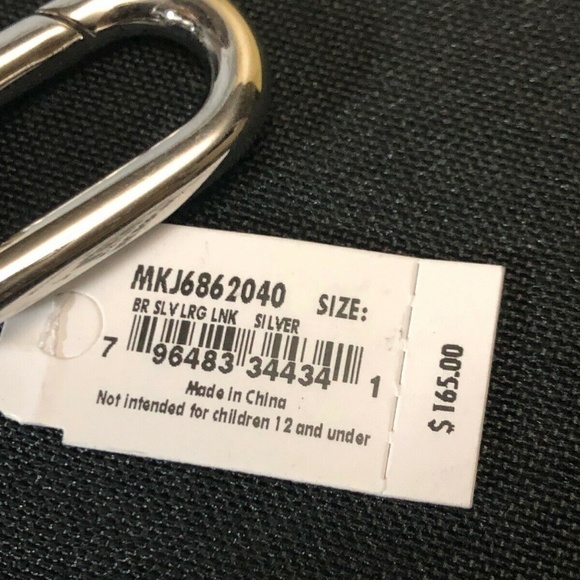 MKJ6862040 SIZE:
BR SLV LRG LNK SILVER
7 96483 34434 1
Made in China
Not intended for children 12 and under
$165.00